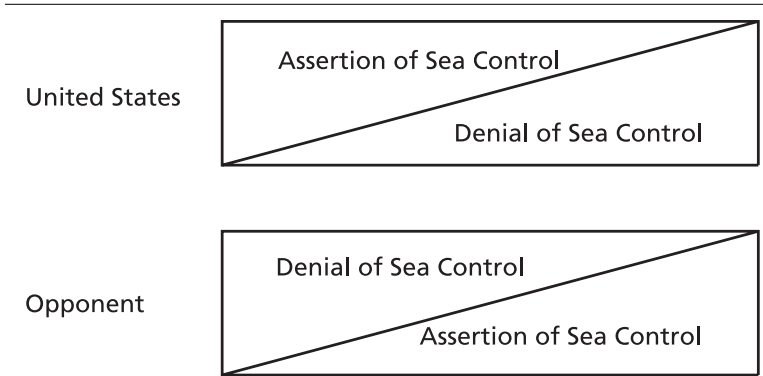 Assertion of Sea Control
United States
Denial of Sea Control
Denial of Sea Control
Opponent
Assertion of Sea Control